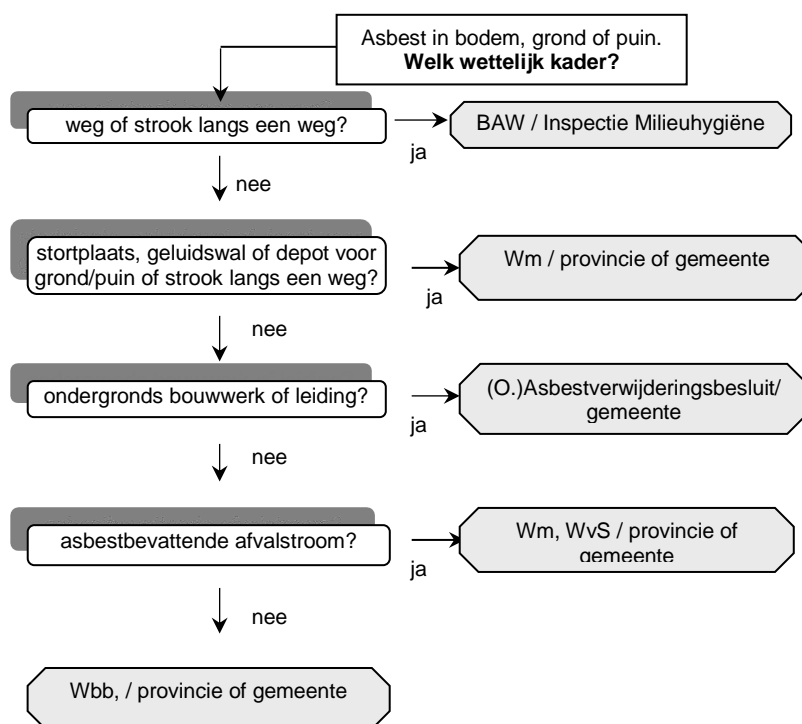 Asbest in bodem, grond of puin.
Welk wettelijk kader?
weg of strook langs een weg?
ja
BAW / Inspectie Milieuhygiëne
nee
stortplaats, geluidswal of depot voor
grond/puin of strook langs een weg?
ja
Wm / provincie of gemeente
nee
ondergronds bouwwerk of leiding?
ja
(O.)Asbestverwijderingsbesluit/
gemeente
nee
asbestbevattende afvalstroom?
ja
Wm, WvS / provincie of
gemeente
nee
Wbb, / provincie of gemeente